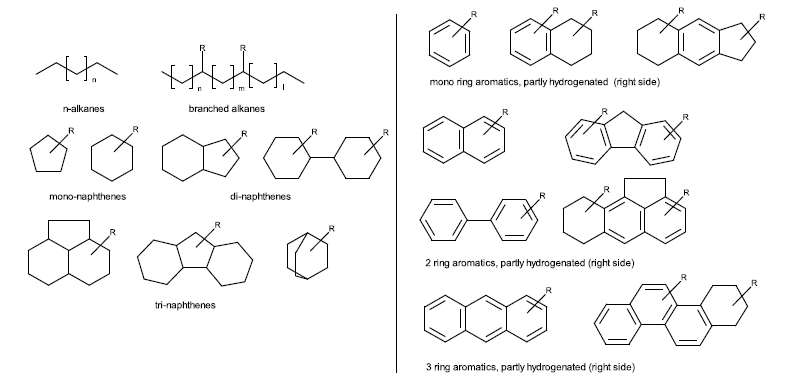 n
n-alkanes
R R
n m l
branched alkanes
R R
mono-naphthenes
R R R
di-naphthenes
R R R
tri-naphthenes
R R R R
mono ring aromatics, partly hydrogenated (right side)
R R R
R R R
2 ring aromatics, partly hydrogenated (right side)
R R R
3 ring aromatics, partly hydrogenated (right side)